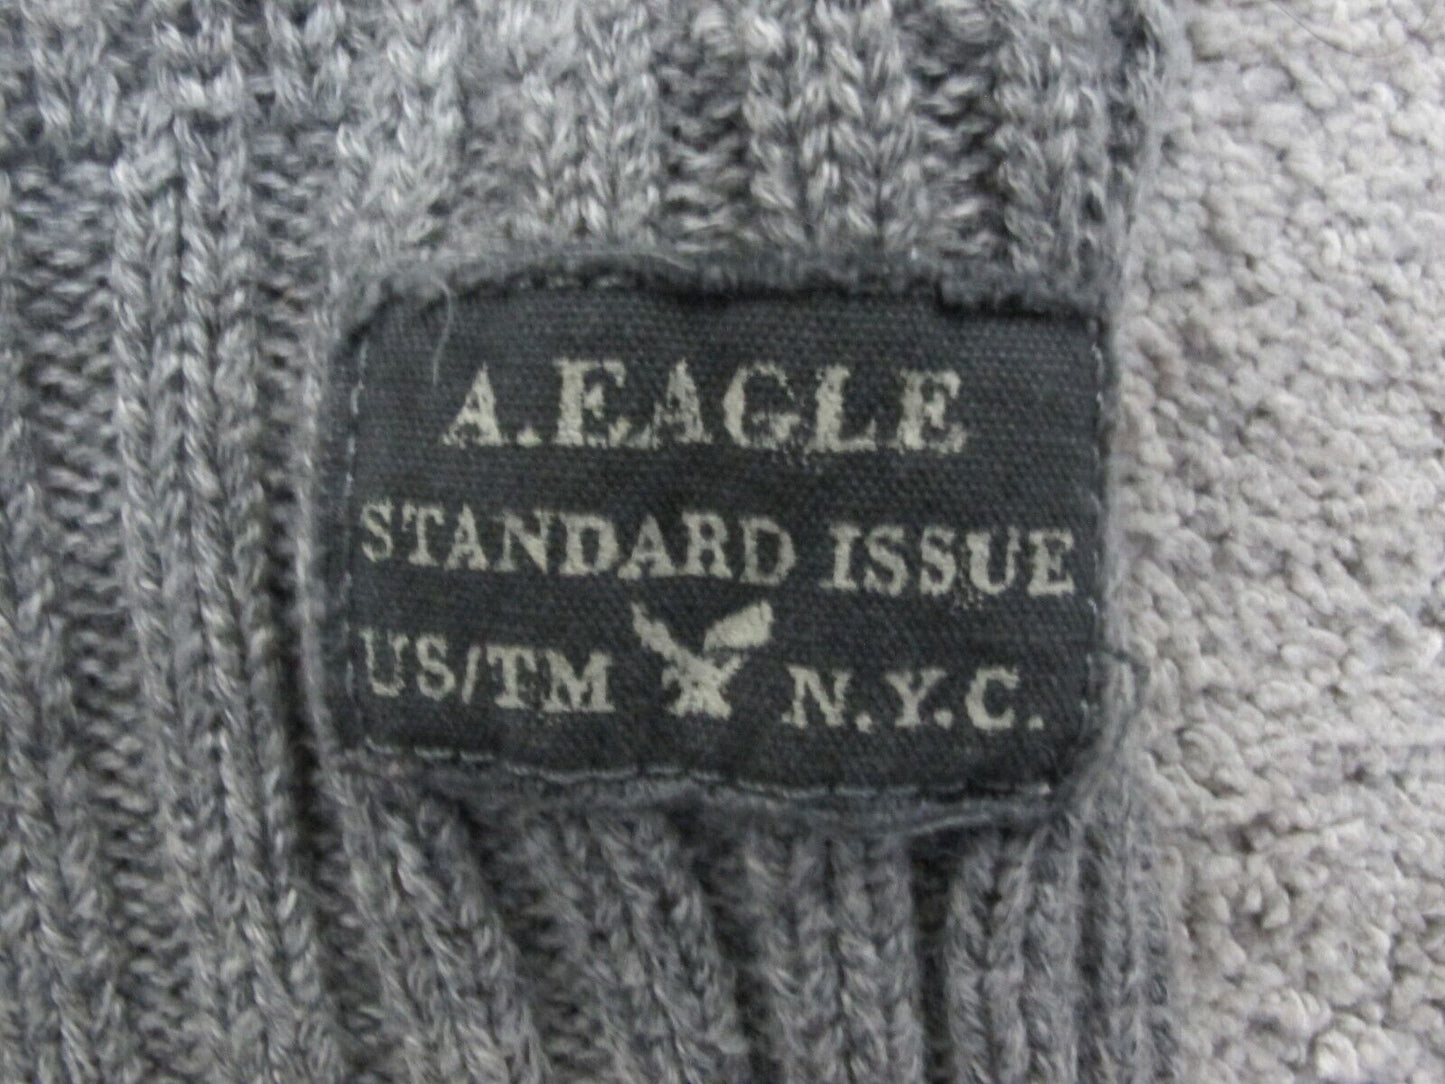 A. EAGLE
STANDARD ISSUE
US/TM N.Y.C.